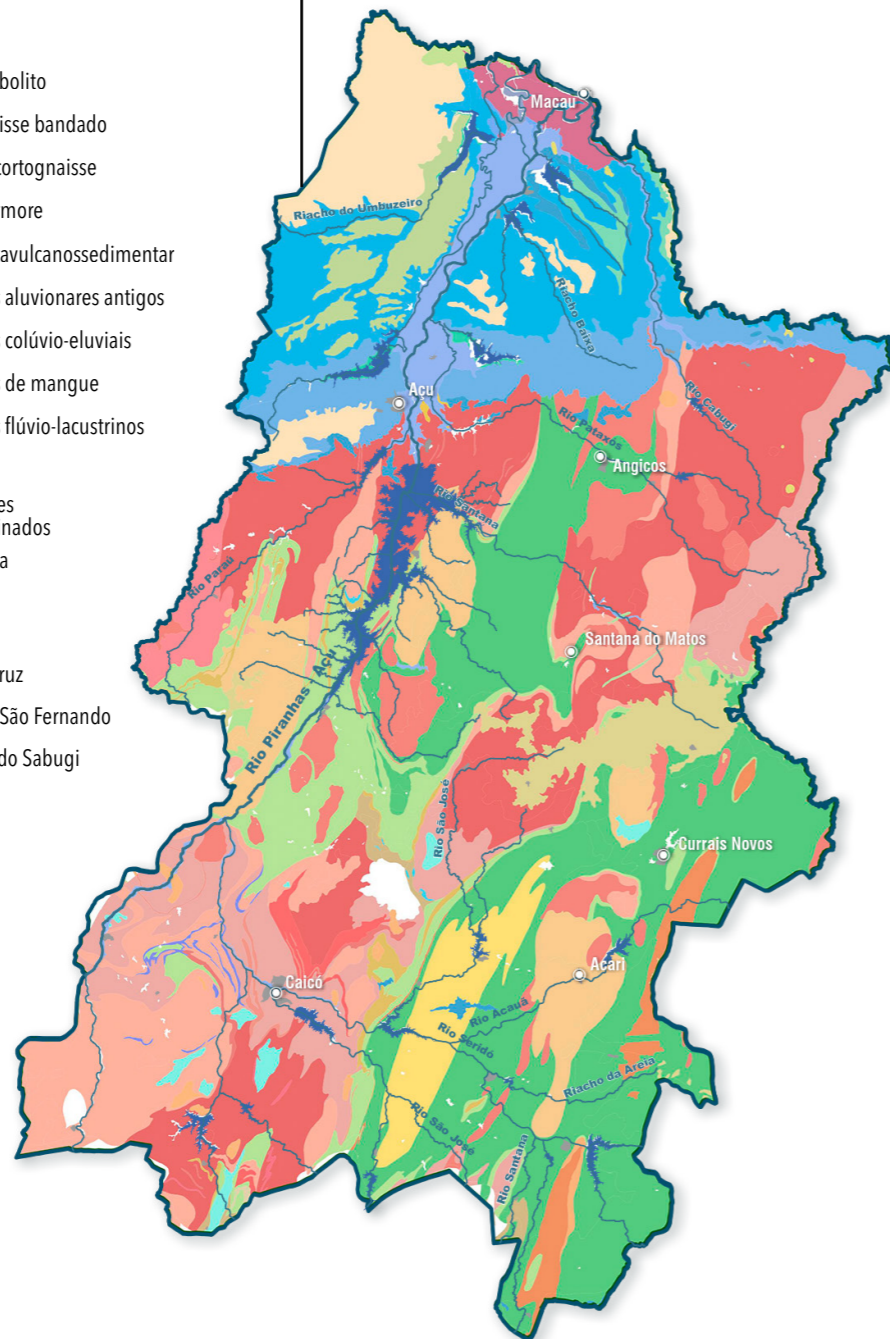 bolito
isse bandado
cortognaisse
more
avulcanossedimentar
s aluvionares antigos
s colúvio-eluviais
s de mangue
s flúvio-lacustrinos
es
nados
a
ruz
São Fernando
do Sabugi
Macau
Riacho do Umbuzeiro
Riacho Baixa
Açu
Rio Cabugi
Rio Pataxós
Angicos
Rio Santana
Rio Paraú
Santana do Matos
Rio Piranhas - Açu
Rio São José
Currais Novos
Acari
Caicó
Rio Acauã
Rio Seridó
Riacho da Areia
Rio São José
Rio Santana